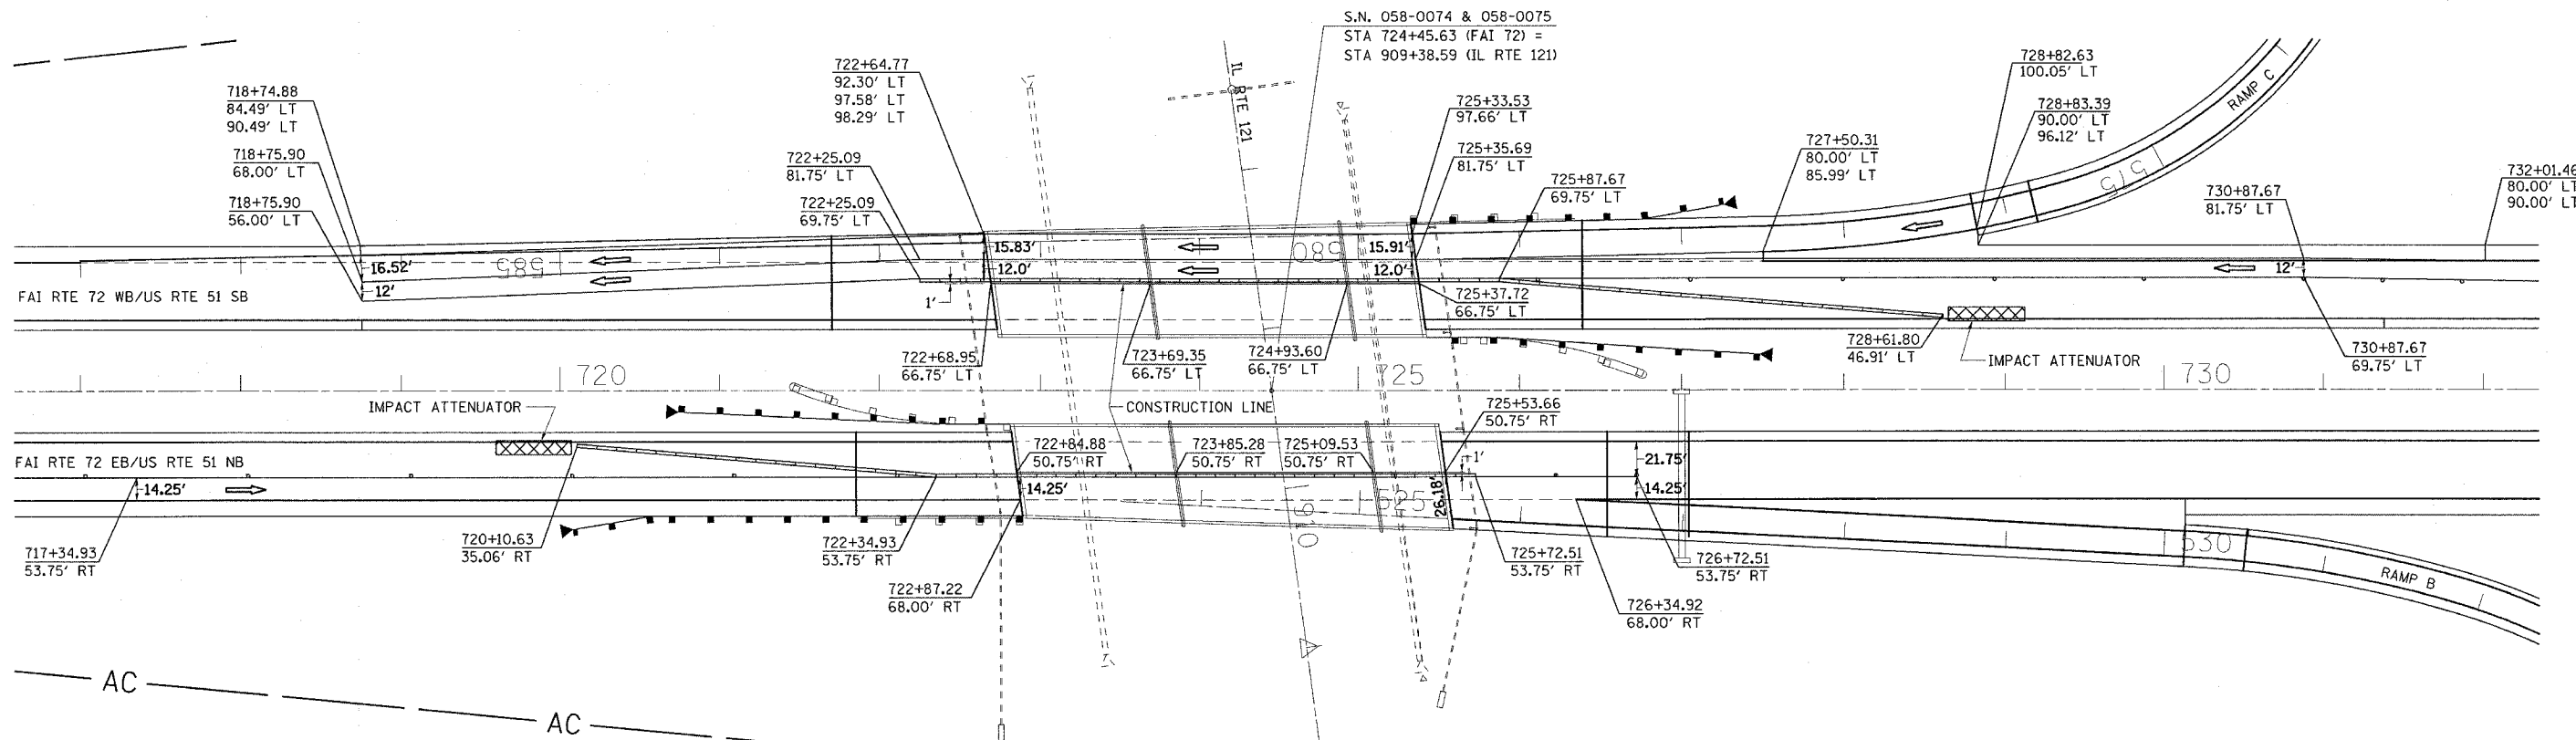 S.N. 058-0074 & 058-0075
STA 724+45.63 (FAI 72) =
STA 909+38.59 (IL RTE 121)
718+74.88
84.49' LT
90.49' LT
718+75.90
68.00' LT
718+75.90
56.00' LT
722+64.77
92.30' LT
97.58' LT
98.29' LT
722+25.09
81.75' LT
722+25.09
69.75' LT
IL RTE 121
725+33.53
97.66' LT
725+35.69
81.75' LT
725+87.67
69.75' LT
727+50.31
80.00' LT
85.99' LT
728+82.63
100.05' LT
728+83.39
90.00' LT
96.12' LT
RAMP C
575
730+87.67
81.75' LT
732+01.46
80.00' LT
90.00' LT
16.52'
12'
585
15.83'
12.0'
580
15.91'
12.0'
12'
1'
FAI RTE 72 WB/US RTE 51 SB
722+68.95
66.75' LT
723+69.35
66.75' LT
724+93.60
66.75' LT
725+37.72
66.75' LT
728+61.80
46.91' LT
IMPACT ATTENUATOR
730+87.67
69.75' LT
720
725
730
IMPACT ATTENUATOR
CONSTRUCTION LINE
725+53.66
50.75' RT
FAI RTE 72 EB/US RTE 51 NB
722+84.88
50.75' RT
723+85.28
50.75' RT
725+09.53
50.75' RT
1'
21.75'
14.25'
14.25'
14.25'
26.18'
525
910
530
717+34.93
53.75' RT
720+10.63
35.06' RT
722+34.93
53.75' RT
722+87.22
68.00' RT
725+72.51
53.75' RT
726+72.51
53.75' RT
726+34.92
68.00' RT
RAMP B
AC
AC